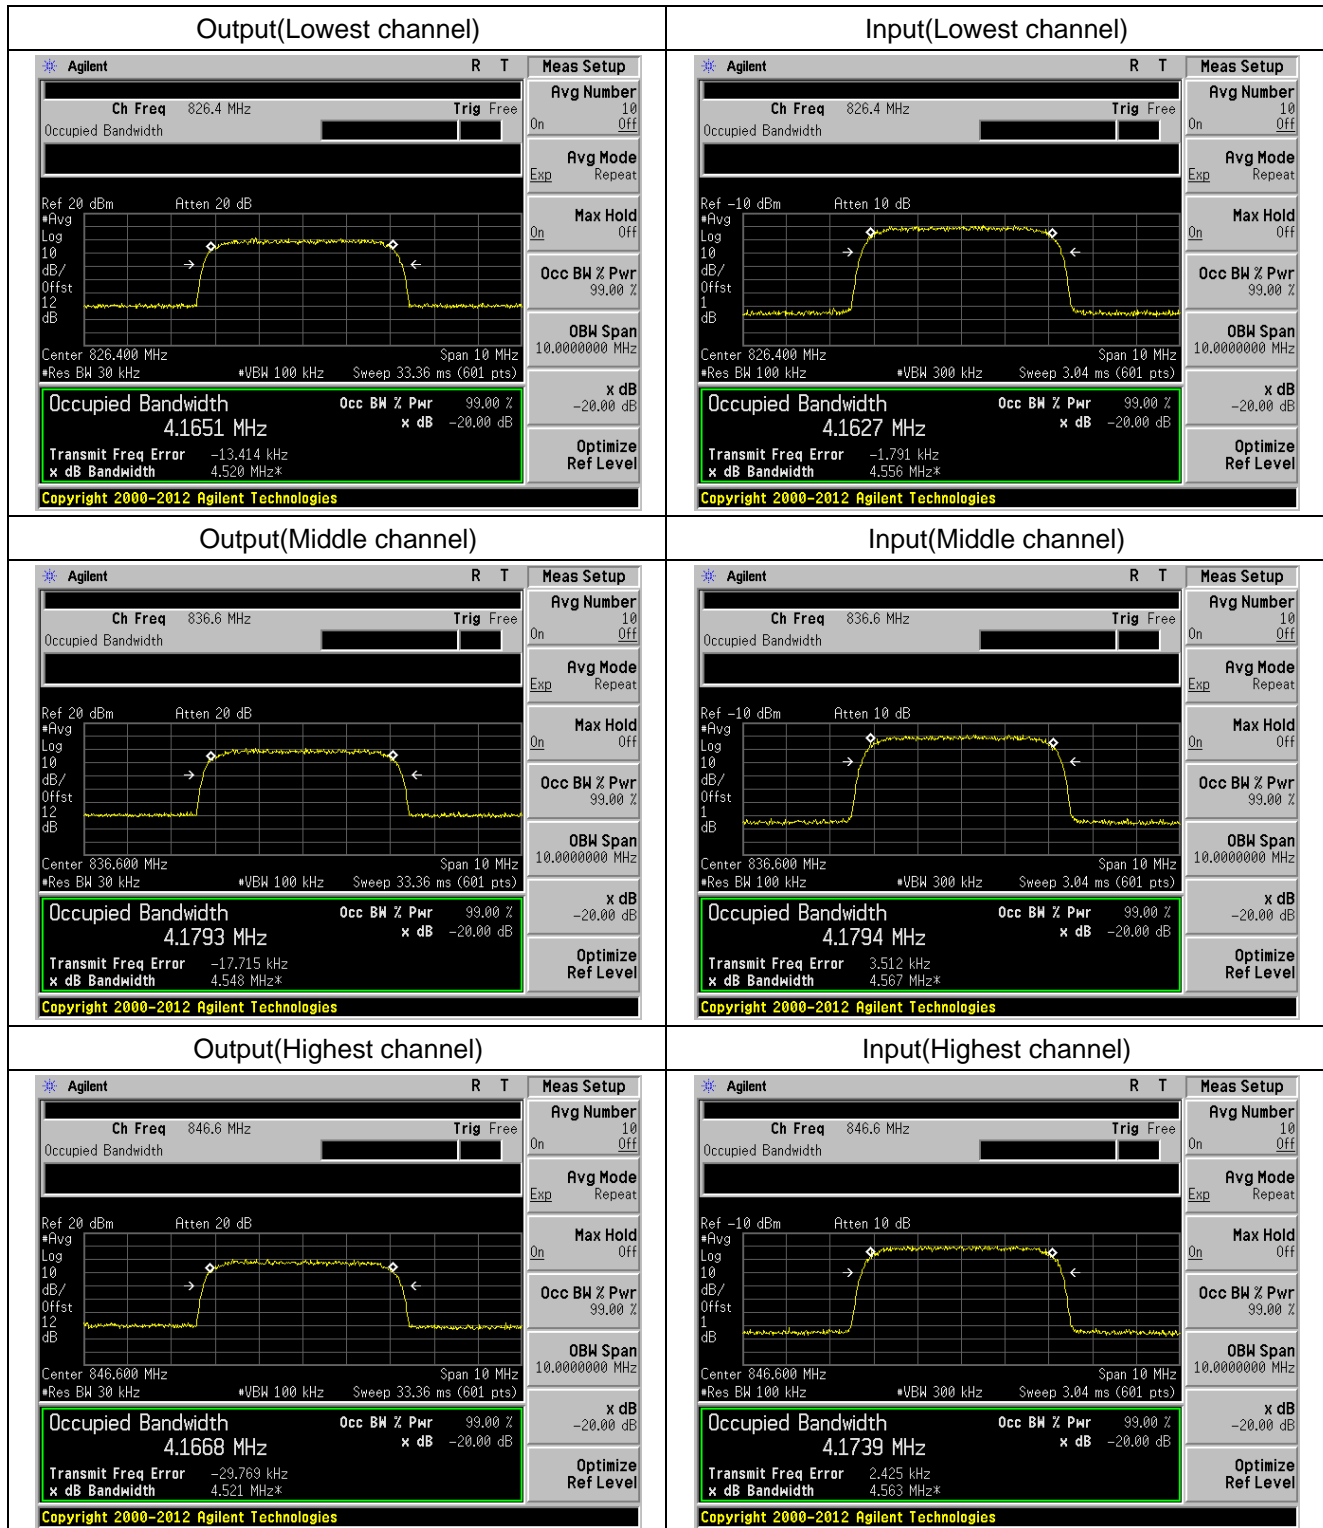 Output(Lowest channel)
Agilent R T Meas Setup
Avg Number
10
On Off
Ch Freq 826.4 MHz Trig Free
Occupied Bandwidth
Avg Mode
Exp Repeat
Ref 20 dBm Atten 20 dB
#Avg
Log
10
dB/
Offst
12
dB
Max Hold
On Off
Occ BW % Pwr
99.00 %
OBW Span
10.0000000 MHz
Center 826.400 MHz Span 10 MHz
#Res BW 30 kHz #VBW 100 kHz Sweep 33.36 ms (601 pts)
x dB
-20.00 dB
Occupied Bandwidth Occ BW % Pwr 99.00 %
4.1651 MHz x dB -20.00 dB
Transmit Freq Error -13.414 kHz
x dB Bandwidth 4.520 MHz*
Optimize
Ref Level
Copyright 2000-2012 Agilent Technologies
Input(Lowest channel)
Agilent R T Meas Setup
Avg Number
10
On Off
Ch Freq 826.4 MHz Trig Free
Occupied Bandwidth
Avg Mode
Exp Repeat
Ref -10 dBm Atten 10 dB
#Avg
Log
10
dB/
Offst
1
dB
Max Hold
On Off
Occ BW % Pwr
99.00 %
OBW Span
10.0000000 MHz
Center 826.400 MHz Span 10 MHz
#Res BW 100 kHz #VBW 300 kHz Sweep 3.04 ms (601 pts)
x dB
-20.00 dB
Occupied Bandwidth Occ BW % Pwr 99.00 %
4.1627 MHz x dB -20.00 dB
Transmit Freq Error -1.791 kHz
x dB Bandwidth 4.556 MHz*
Optimize
Ref Level
Copyright 2000-2012 Agilent Technologies
Output(Middle channel)
Agilent R T Meas Setup
Avg Number
10
On Off
Ch Freq 836.6 MHz Trig Free
Occupied Bandwidth
Avg Mode
Exp Repeat
Ref 20 dBm Atten 20 dB
#Avg
Log
10
dB/
Offst
12
dB
Max Hold
On Off
Occ BW % Pwr
99.00 %
OBW Span
10.0000000 MHz
Center 836.600 MHz Span 10 MHz
#Res BW 30 kHz #VBW 100 kHz Sweep 33.36 ms (601 pts)
x dB
-20.00 dB
Occupied Bandwidth Occ BW % Pwr 99.00 %
4.1793 MHz x dB -20.00 dB
Transmit Freq Error -17.715 kHz
x dB Bandwidth 4.548 MHz*
Optimize
Ref Level
Copyright 2000-2012 Agilent Technologies
Input(Middle channel)
Agilent R T Meas Setup
Avg Number
10
On Off
Ch Freq 836.6 MHz Trig Free
Occupied Bandwidth
Avg Mode
Exp Repeat
Ref -10 dBm Atten 10 dB
#Avg
Log
10
dB/
Offst
1
dB
Max Hold
On Off
Occ BW % Pwr
99.00 %
OBW Span
10.0000000 MHz
Center 836.600 MHz Span 10 MHz
#Res BW 100 kHz #VBW 300 kHz Sweep 3.04 ms (601 pts)
x dB
-20.00 dB
Occupied Bandwidth Occ BW % Pwr 99.00 %
4.1794 MHz x dB -20.00 dB
Transmit Freq Error 3.512 kHz
x dB Bandwidth 4.567 MHz*
Optimize
Ref Level
Copyright 2000-2012 Agilent Technologies
Output(Highest channel)
Agilent R T Meas Setup
Avg Number
10
On Off
Ch Freq 846.6 MHz Trig Free
Occupied Bandwidth
Avg Mode
Exp Repeat
Ref 20 dBm Atten 20 dB
#Avg
Log
10
dB/
Offst
12
dB
Max Hold
On Off
Occ BW % Pwr
99.00 %
OBW Span
10.0000000 MHz
Center 846.600 MHz Span 10 MHz
#Res BW 30 kHz #VBW 100 kHz Sweep 33.36 ms (601 pts)
x dB
-20.00 dB
Occupied Bandwidth Occ BW % Pwr 99.00 %
4.1668 MHz x dB -20.00 dB
Transmit Freq Error -29.769 kHz
x dB Bandwidth 4.521 MHz*
Optimize
Ref Level
Copyright 2000-2012 Agilent Technologies
Input(Highest channel)
Agilent R T Meas Setup
Avg Number
10
On Off
Ch Freq 846.6 MHz Trig Free
Occupied Bandwidth
Avg Mode
Exp Repeat
Ref -10 dBm Atten 10 dB
#Avg
Log
10
dB/
Offst
1
dB
Max Hold
On Off
Occ BW % Pwr
99.00 %
OBW Span
10.0000000 MHz
Center 846.600 MHz Span 10 MHz
#Res BW 100 kHz #VBW 300 kHz Sweep 3.04 ms (601 pts)
x dB
-20.00 dB
Occupied Bandwidth Occ BW % Pwr 99.00 %
4.1739 MHz x dB -20.00 dB
Transmit Freq Error 2.425 kHz
x dB Bandwidth 4.563 MHz*
Optimize
Ref Level
Copyright 2000-2012 Agilent Technologies